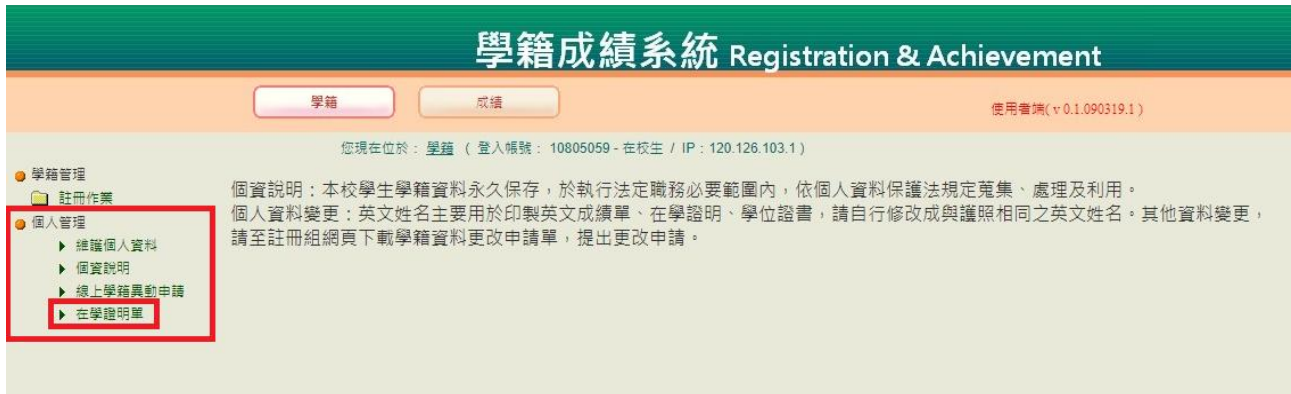 學籍成績系統 Registration & Achievement
學籍
成績
使用者端( v 0.1.090319.1 )
您現在位於： 學籍 （ 登入帳號： 10805059 - 在校生 / IP：120.126.103.1 )
學籍管理
註冊作業
個人管理
維護個人資料
個資說明
線上學籍異動申請
在學證明單
個資說明：本校學生學籍資料永久保存，於執行法定職務必要範圍內，依個人資料保護法規定蒐集、處理及利用。
個人資料變更：英文姓名主要用於印製英文成績單、在學證明、學位證書，請自行修改成與護照相同之英文姓名。其他資料變更，
請至註冊組網頁下載學籍資料更改申請單，提出更改申請。